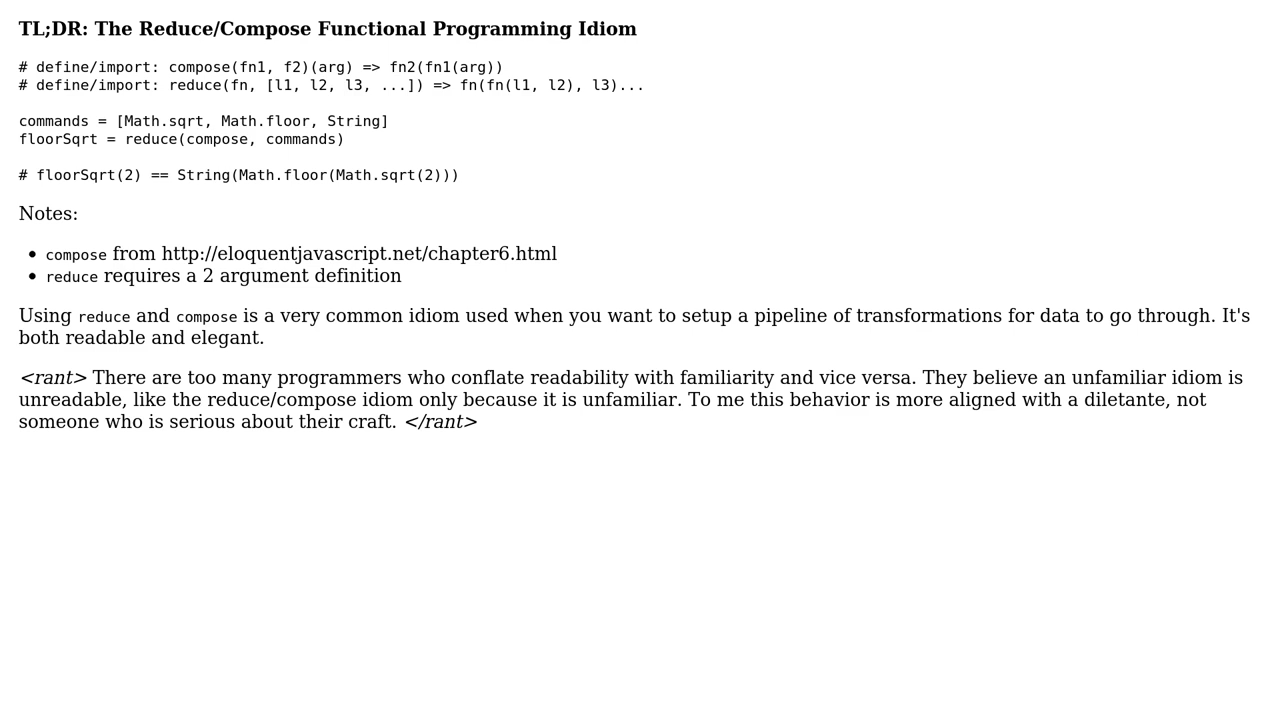 TL;DR: The Reduce/Compose Functional Programming Idiom
# define/import: compose(fn1, f2)(arg) => fn2(fn1(arg))
# define/import: reduce(fn, [l1, l2, l3, ...]) => fn(fn(l1, l2), l3)...
commands = [Math.sqrt, Math.floor, String]
floorSqrt = reduce(compose, commands)
# floorSqrt(2) == String(Math.floor(Math.sqrt(2)))
Notes:
• compose from http://eloquentjavascript.net/chapter6.html
• reduce requires a 2 argument definition
Using reduce and compose is a very common idiom used when you want to setup a pipeline of transformations for data to go through. It's
both readable and elegant.
<rant> There are too many programmers who conflate readability with familiarity and vice versa. They believe an unfamiliar idiom is
unreadable, like the reduce/compose idiom only because it is unfamiliar. To me this behavior is more aligned with a diletante, not
someone who is serious about their craft. </rant>